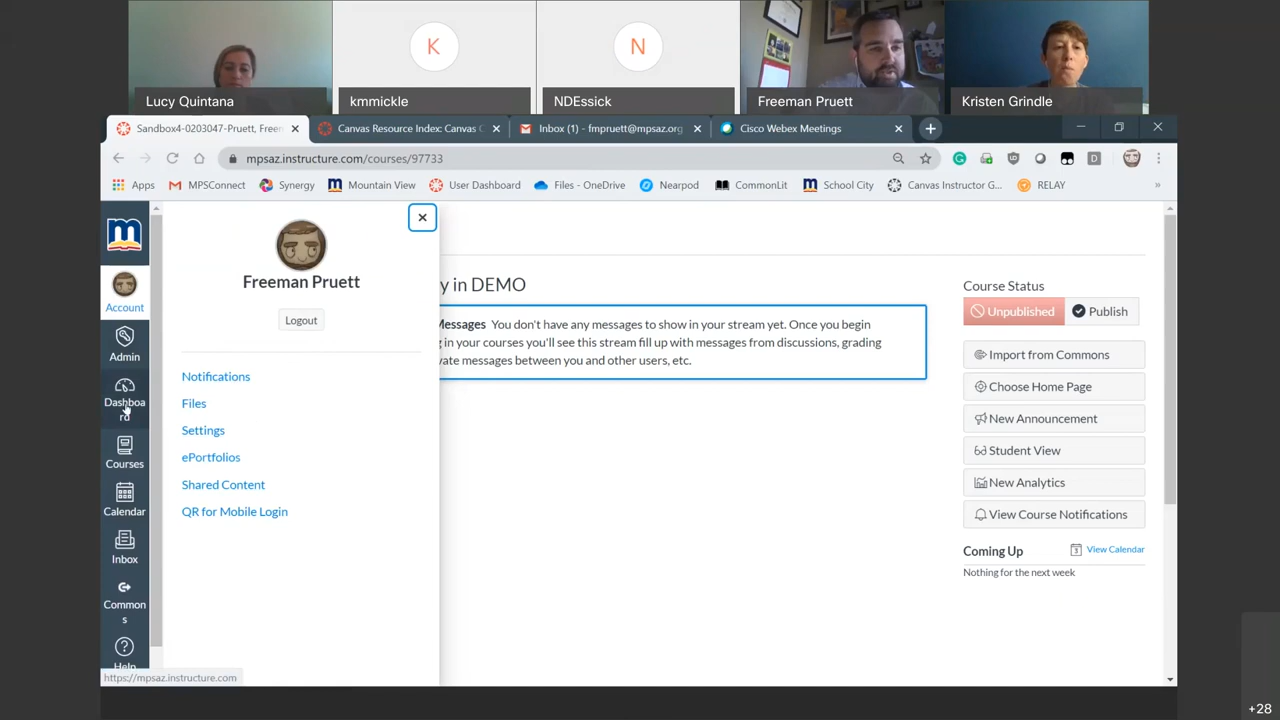 K
N
Lucy Quintana
kmmickle
NDEssick
Freeman Pruett
Kristen Grindle
Sandbox4-0203047-Pruett, Freen
Canvas Resource Index: Canvas C
Inbox (1) - fmpruett@mpsaz.org
Cisco Webex Meetings
mpsaz.instructure.com/courses/97733
Apps
MPSConnect
Synergy
Mountain View
User Dashboard
Files - OneDrive
Nearpod
CommonLit
School City
Canvas Instructor G...
RELAY
Account
Admin
Dashboa
rd
Courses
Calendar
Inbox
Common
s
Help
Freeman Pruett
Logout
Notifications
Files
Settings
ePortfolios
Shared Content
QR for Mobile Login
y in DEMO
Messages You don't have any messages to show in your stream yet. Once you begin
g in your courses you'll see this stream fill up with messages from discussions, grading
vate messages between you and other users, etc.
Course Status
Unpublished
Publish
Import from Commons
Choose Home Page
New Announcement
Student View
New Analytics
View Course Notifications
Coming Up
View Calendar
Nothing for the next week
https://mpsaz.instructure.com
+28